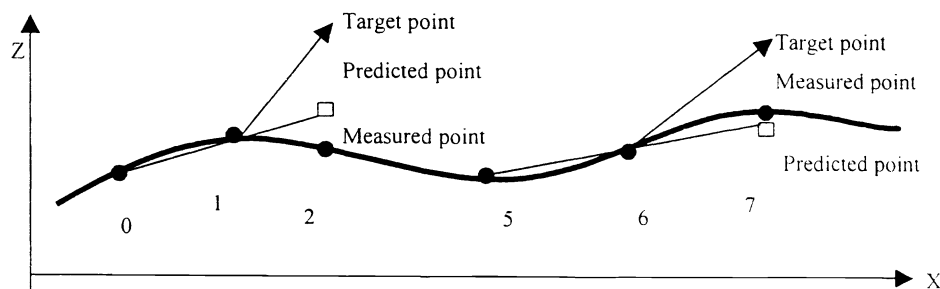 Z
Target point
Predicted point
Measured point
Target point
Measured point
Predicted point
0
1
2
5
6
7
X